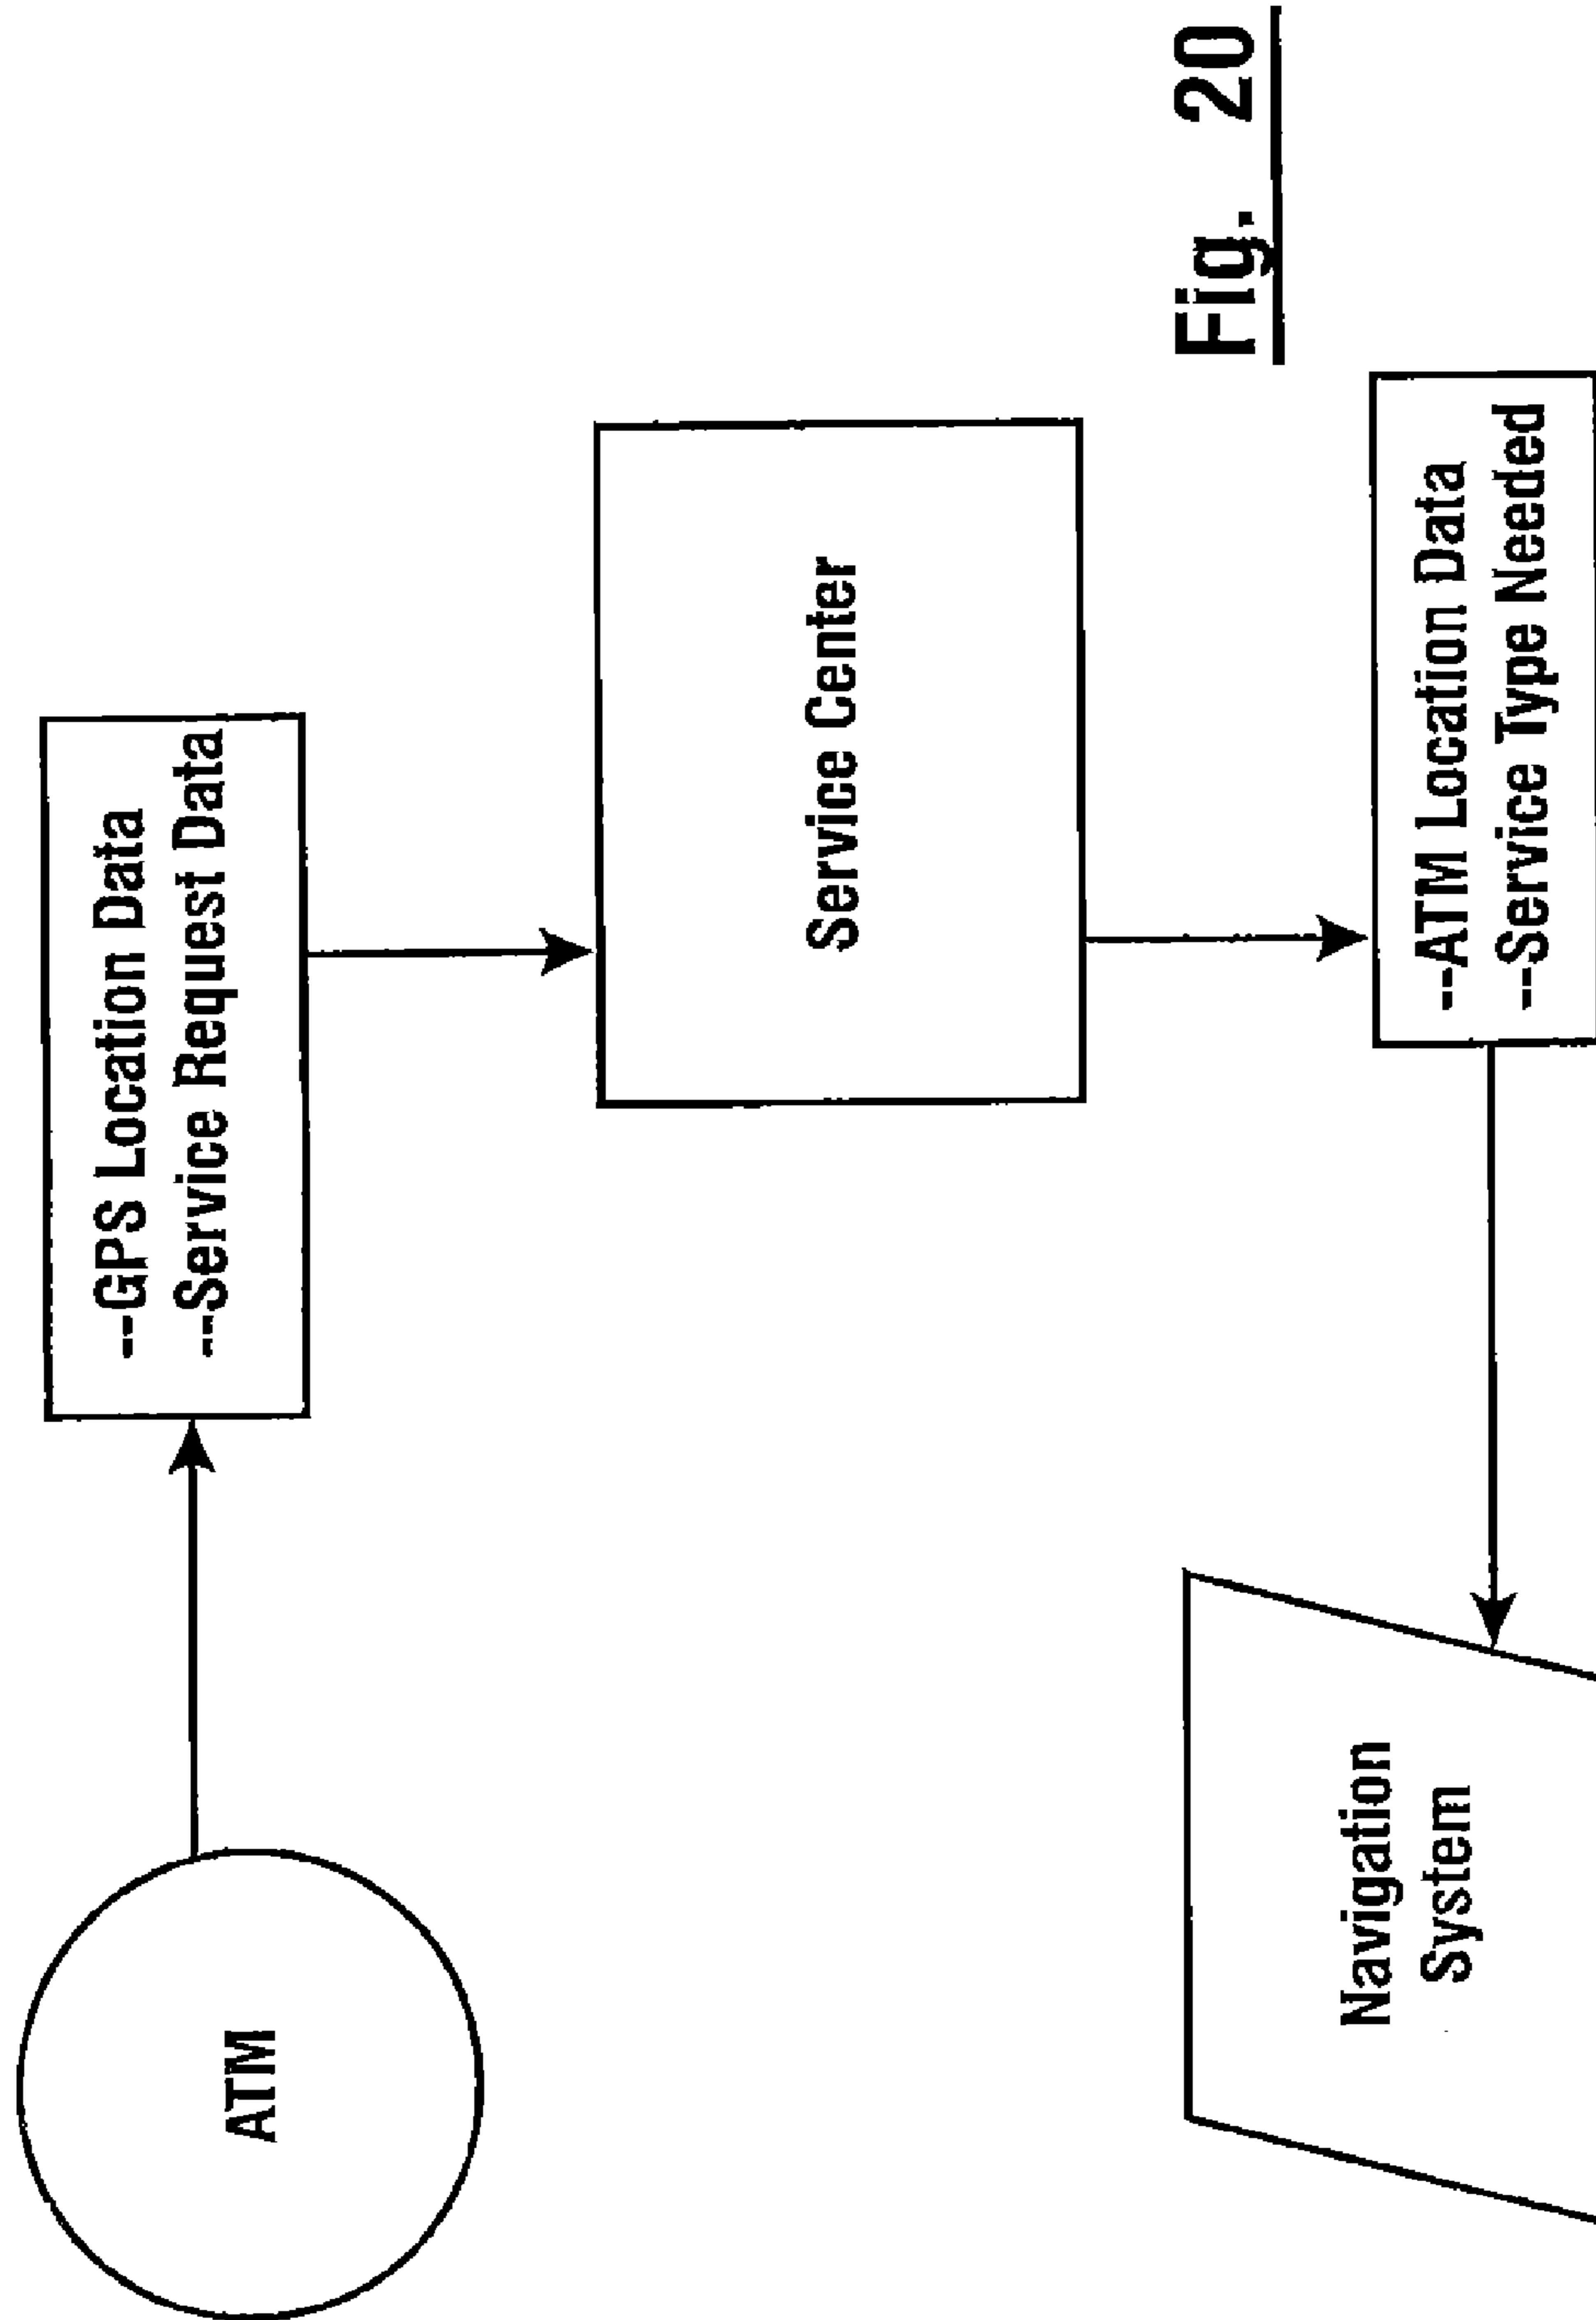 ATM
--GPS Location Data
--Service Request Data
Service Center
--ATM Location Data
--Service Type Needed
Navigation
System
Fig. 20